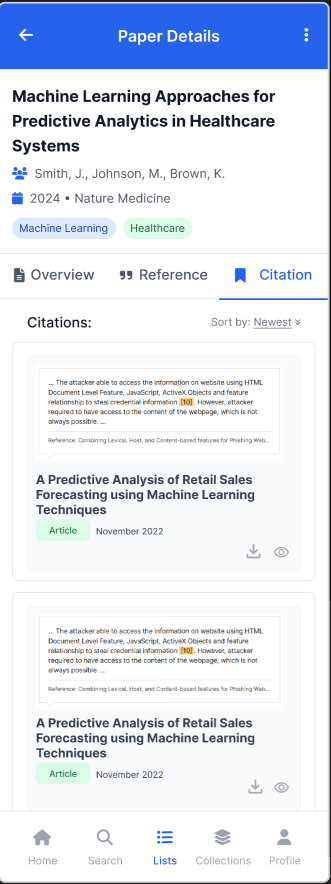 Paper Details
Machine Learning Approaches for
Predictive Analytics in Healthcare
Systems
Smith, J., Johnson, M., Brown, K.
2024 • Nature Medicine
Machine Learning Healthcare
Overview Reference Citation
Citations: Sort by: Newest
... The attacker able to access the information on website using HTML
Document Level Feature, JavaScript, ActiveX Objects and feature
relationship to steal credential information [10]. However, attacker
required to have access to the content of the webpage, which is not
always possible. ...
Reference: Combining Lexical, Host, and Content-based features for Phishing Web...
A Predictive Analysis of Retail Sales
Forecasting using Machine Learning
Techniques
Article November 2022
... The attacker able to access the information on website using HTML
Document Level Feature, JavaScript, ActiveX Objects and feature
relationship to steal credential information [10]. However, attacker
required to have access to the content of the webpage, which is not
always possible. ...
Reference: Combining Lexical, Host, and Content-based features for Phishing Web...
A Predictive Analysis of Retail Sales
Forecasting using Machine Learning
Techniques
Article November 2022
Home Search Lists Collections Profile